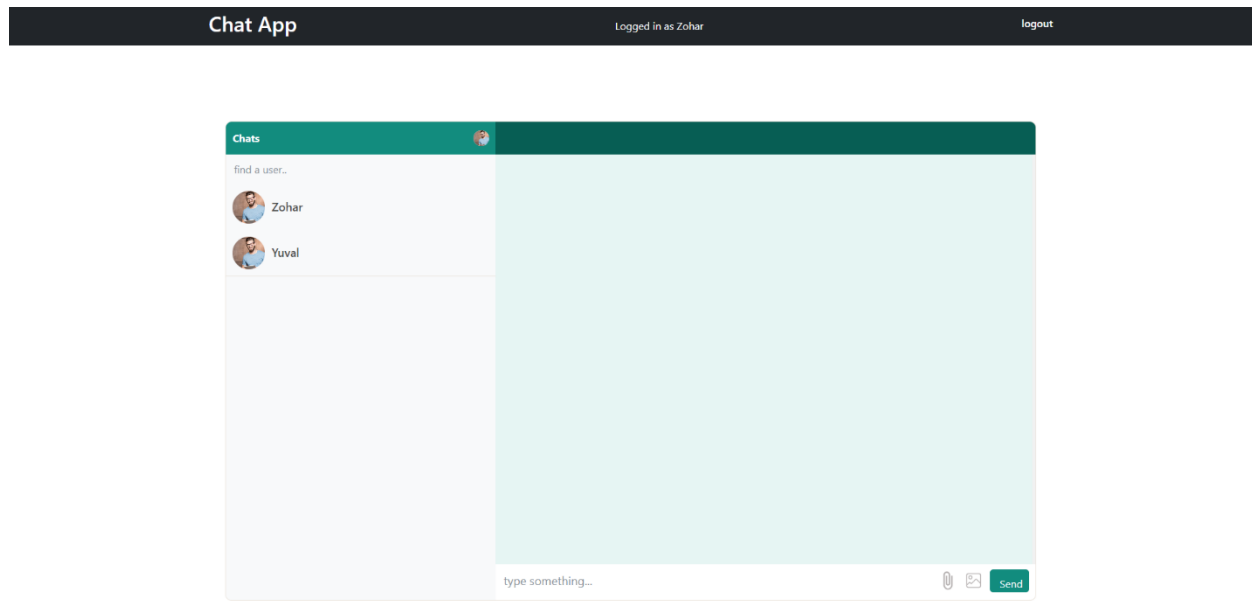 Chat App
Logged in as Zohar
logout
Chats
find a user..
Zohar
Yuval
type something...
Send